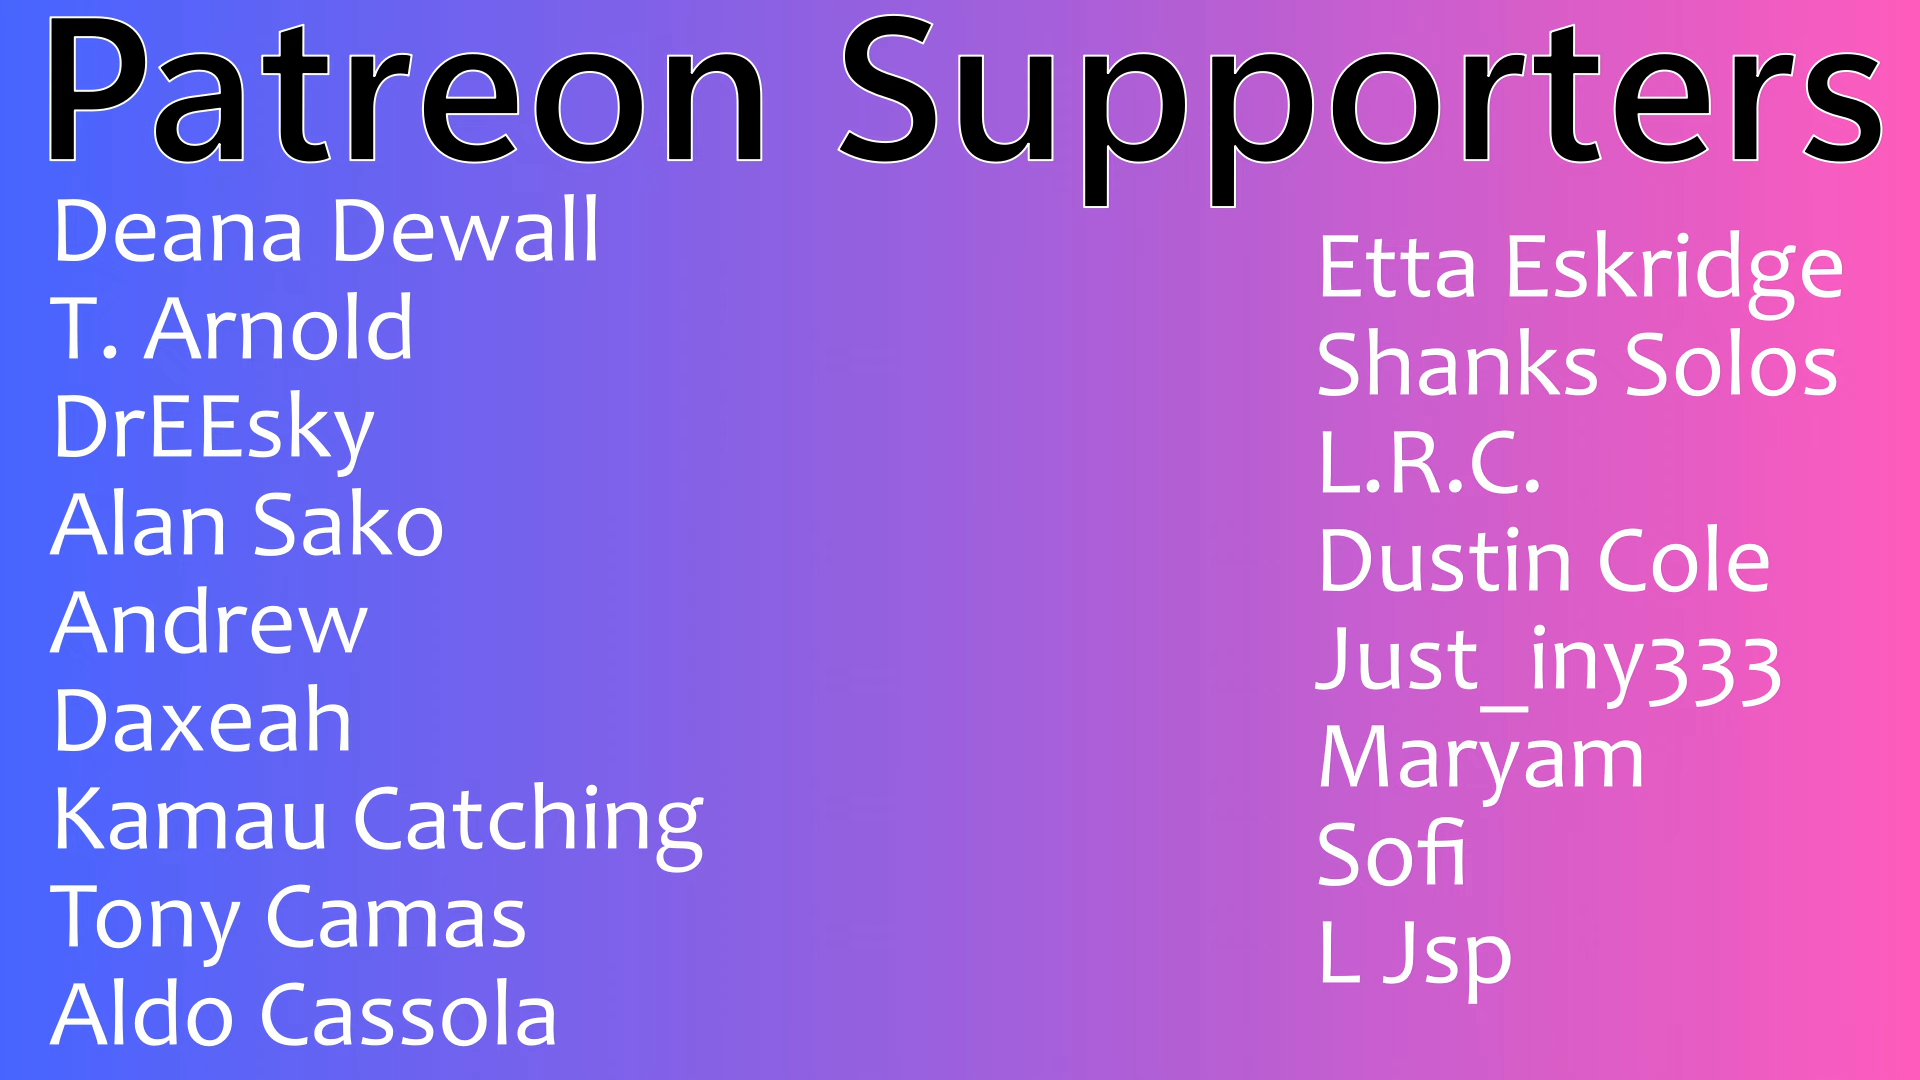 Patreon Supporters
Deana Dewall
T. Arnold
DrEEsky
Alan Sako
Andrew
Daxeah
Kamau Catching
Tony Camas
Aldo Cassola
Etta Eskridge
Shanks Solos
L.R.C.
Dustin Cole
Just_iny333
Maryam
Sofi
L Jsp